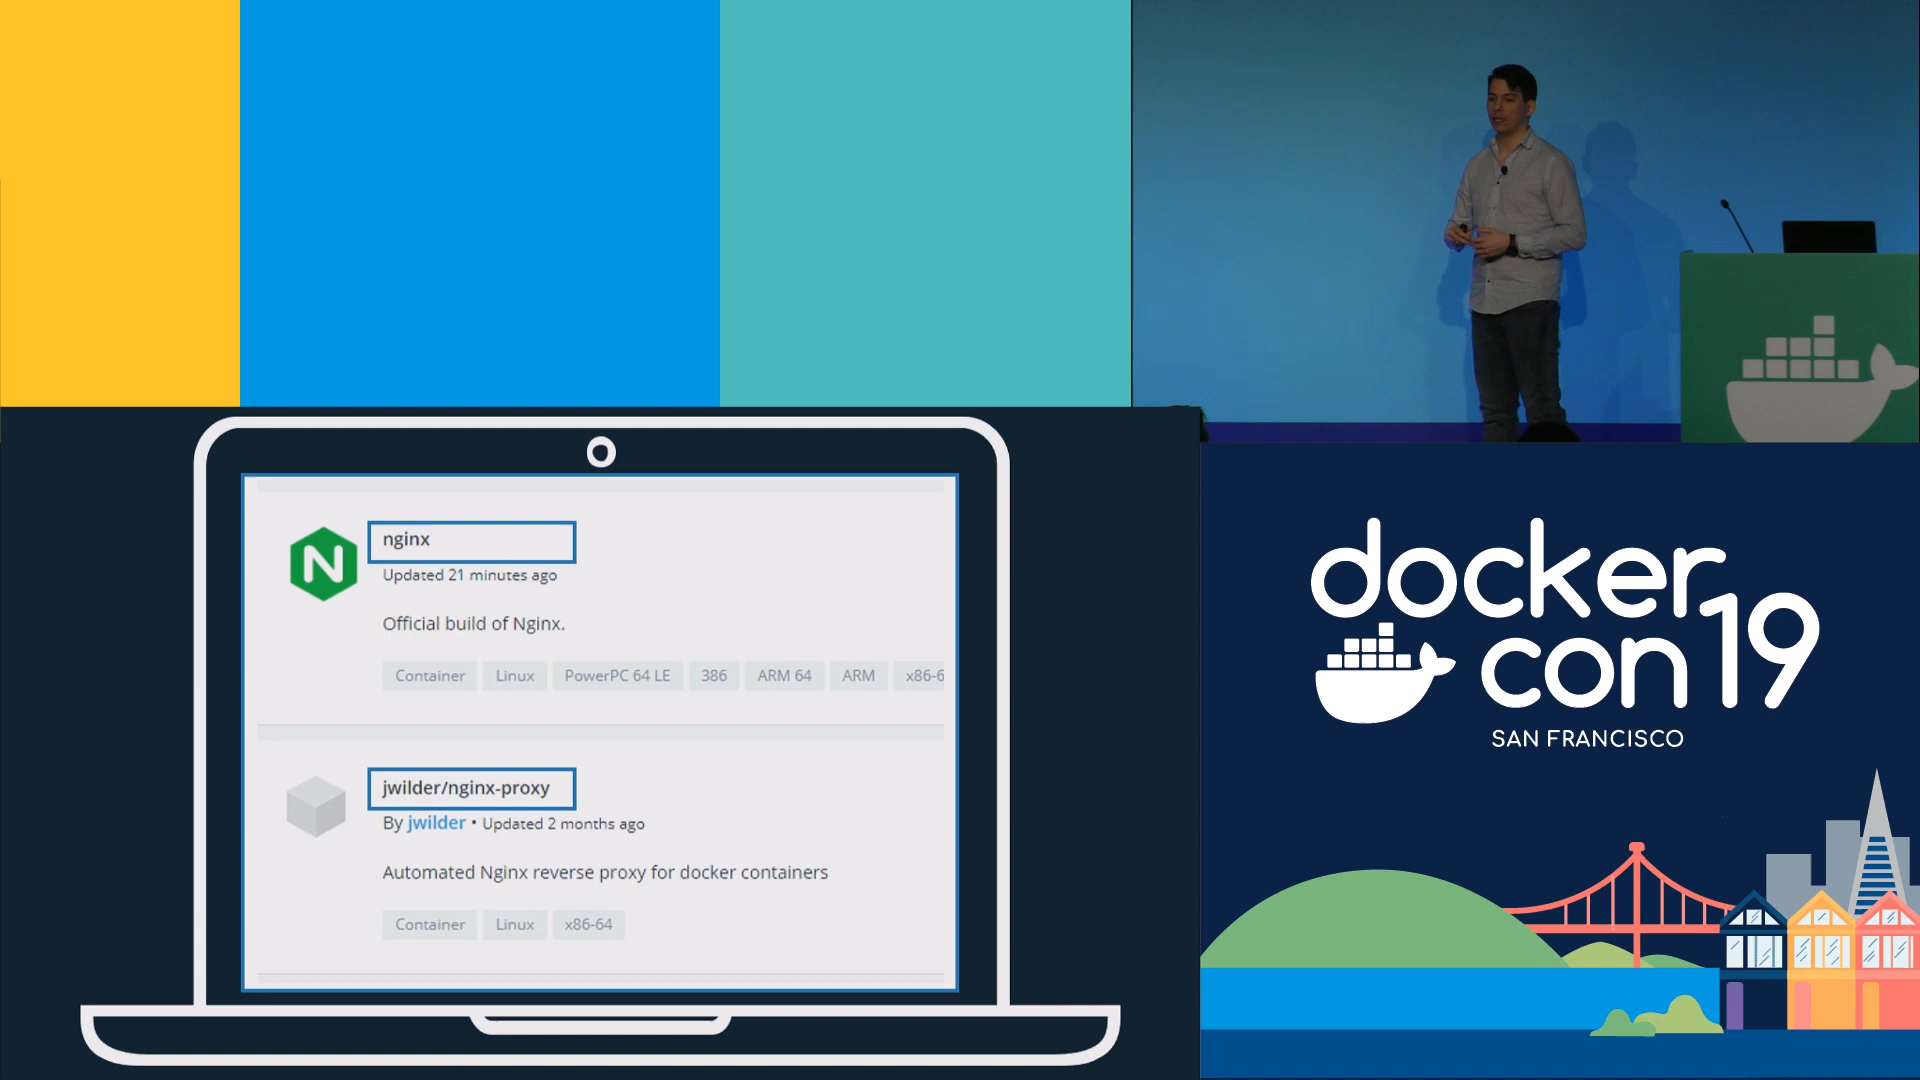 nginx
Updated 21 minutes ago
Official build of Nginx.
Container Linux PowerPC 64 LE 386 ARM 64 ARM x86-6
jwilder/nginx-proxy
By jwilder • Updated 2 months ago
Automated Nginx reverse proxy for docker containers
Container Linux x86-64
docker
con 19
SAN FRANCISCO